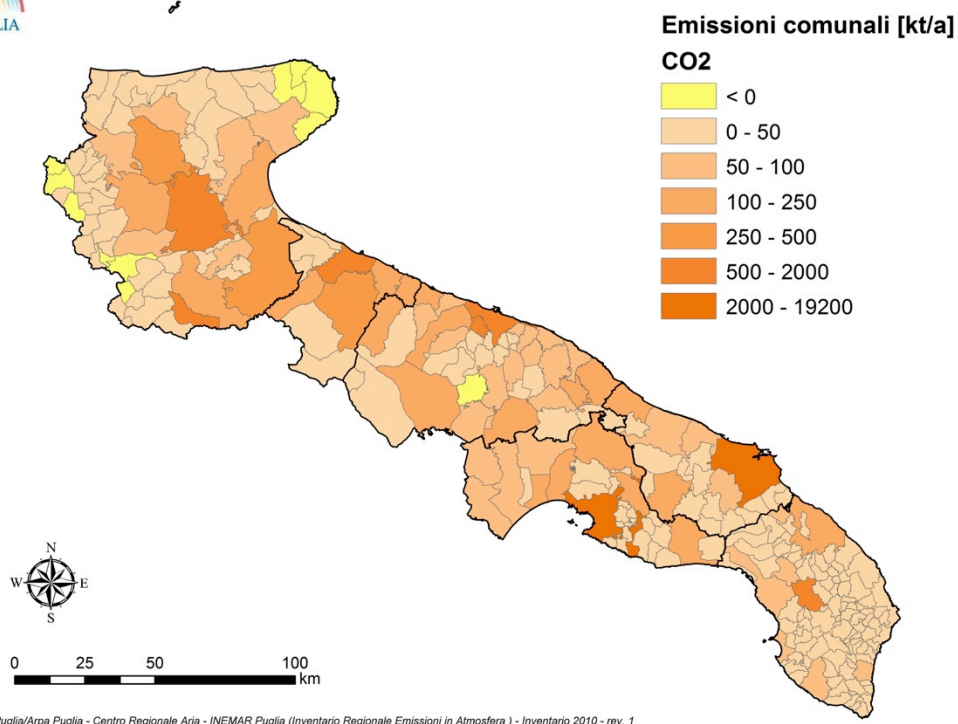 LIA
Emissioni comunali [kt/a]
CO2
< 0
0 - 50
50 - 100
100 - 250
250 - 500
500 - 2000
2000 - 19200
N
W E
S
0 25 50 100
km
Puglia/Arpa Puglia - Centro Regionale Aria - INEMAR Puglia (Inventario Regionale Emissioni in Atmosfera ) - Inventario 2010 - rev. 1